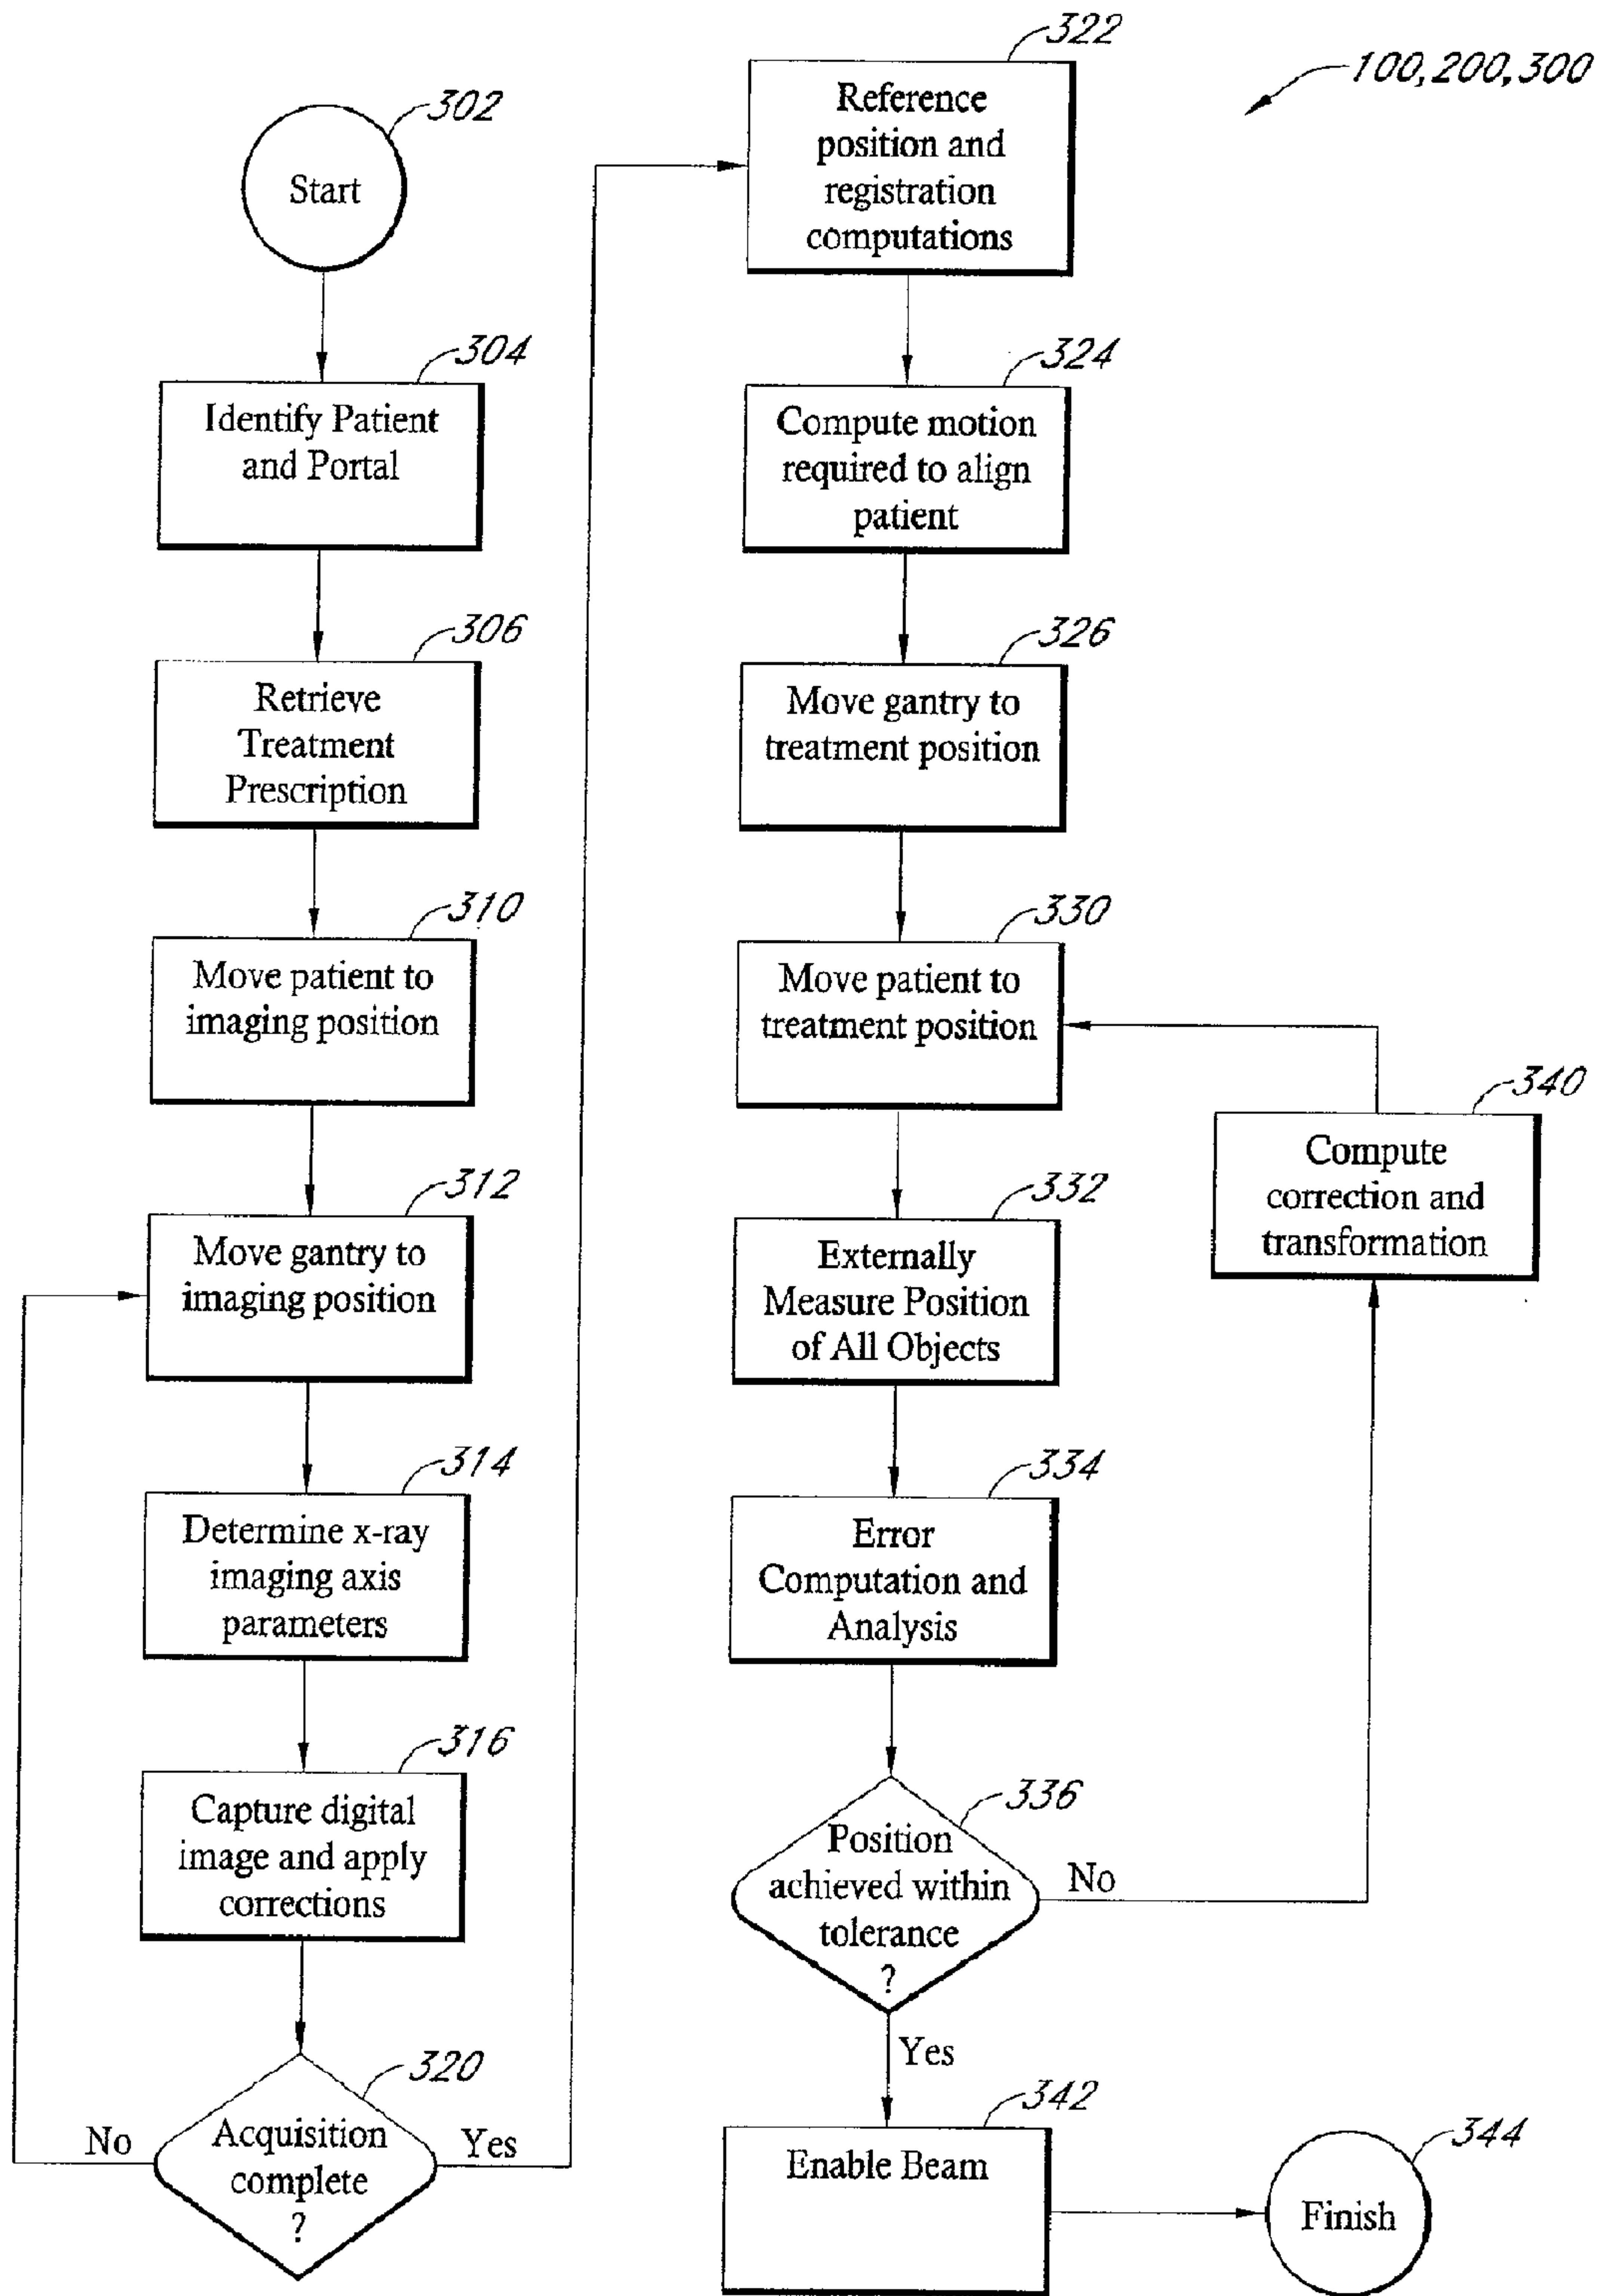 100, 200, 300
302
Start
304
Identify Patient
and Portal
306
Retrieve
Treatment
Prescription
310
Move patient to
imaging position
312
Move gantry to
imaging position
314
Determine x-ray
imaging axis
parameters
316
Capture digital
image and apply
corrections
320
Acquisition
complete
?
No
Yes
322
Reference
position and
registration
computations
324
Compute motion
required to align
patient
326
Move gantry to
treatment position
330
Move patient to
treatment position
332
Externally
Measure Position
of All Objects
334
Error
Computation and
Analysis
336
Position
achieved within
tolerance
?
No
Yes
340
Compute
correction and
transformation
342
Enable Beam
344
Finish